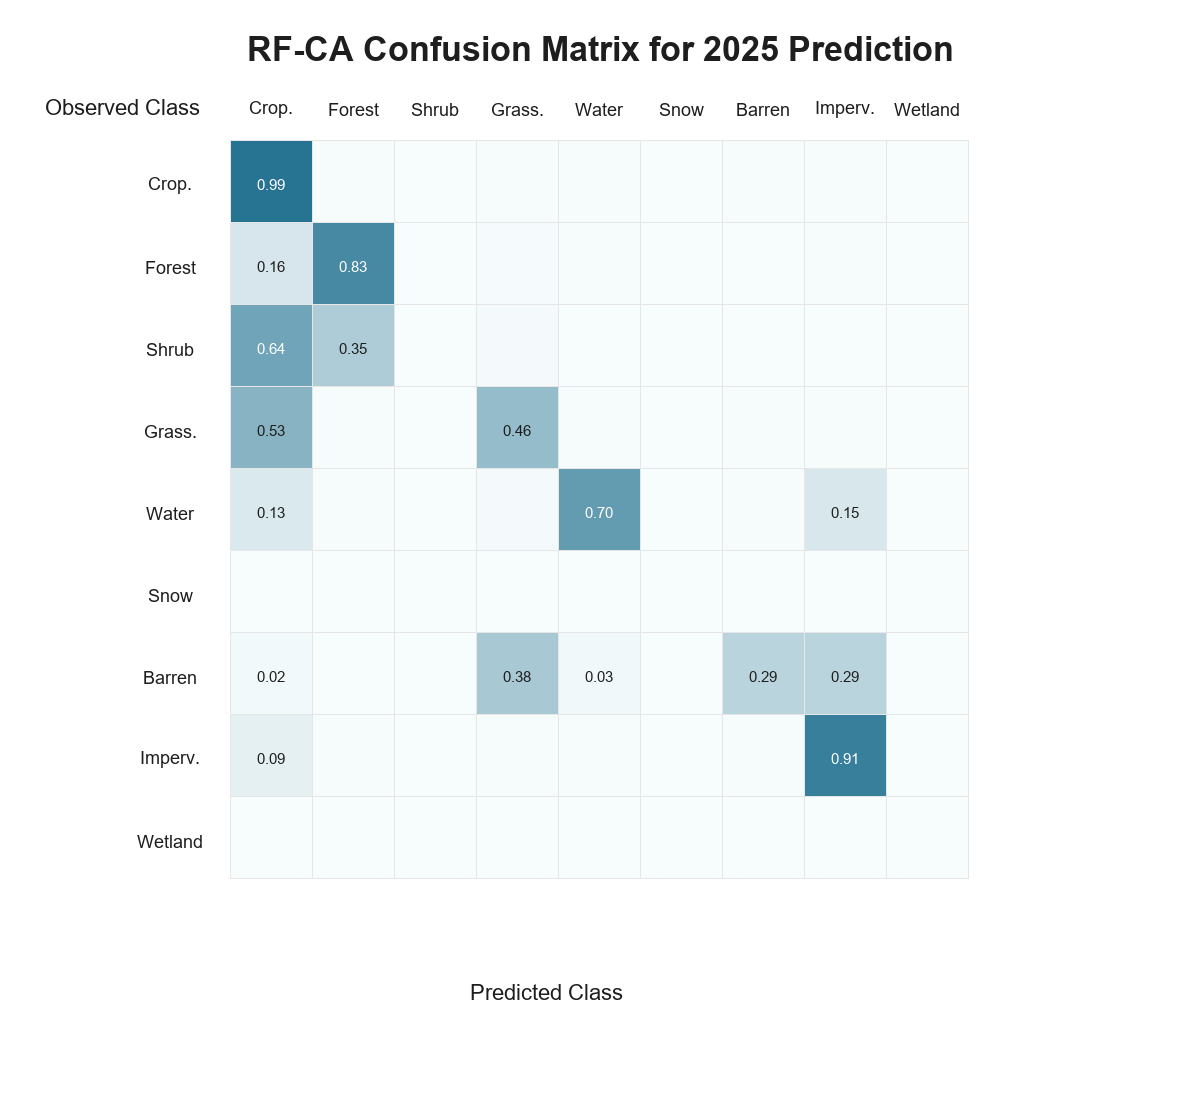 RF-CA Confusion Matrix for 2025 Prediction
Observed Class Crop. Forest Shrub Grass. Water Snow Barren Imperv. Wetland
Crop. 0.99
Forest 0.16 0.83
Shrub 0.64 0.35
Grass. 0.53 0.46
Water 0.13 0.70 0.15
Snow
Barren 0.02 0.38 0.03 0.29 0.29
Imperv. 0.09 0.91
Wetland
Predicted Class